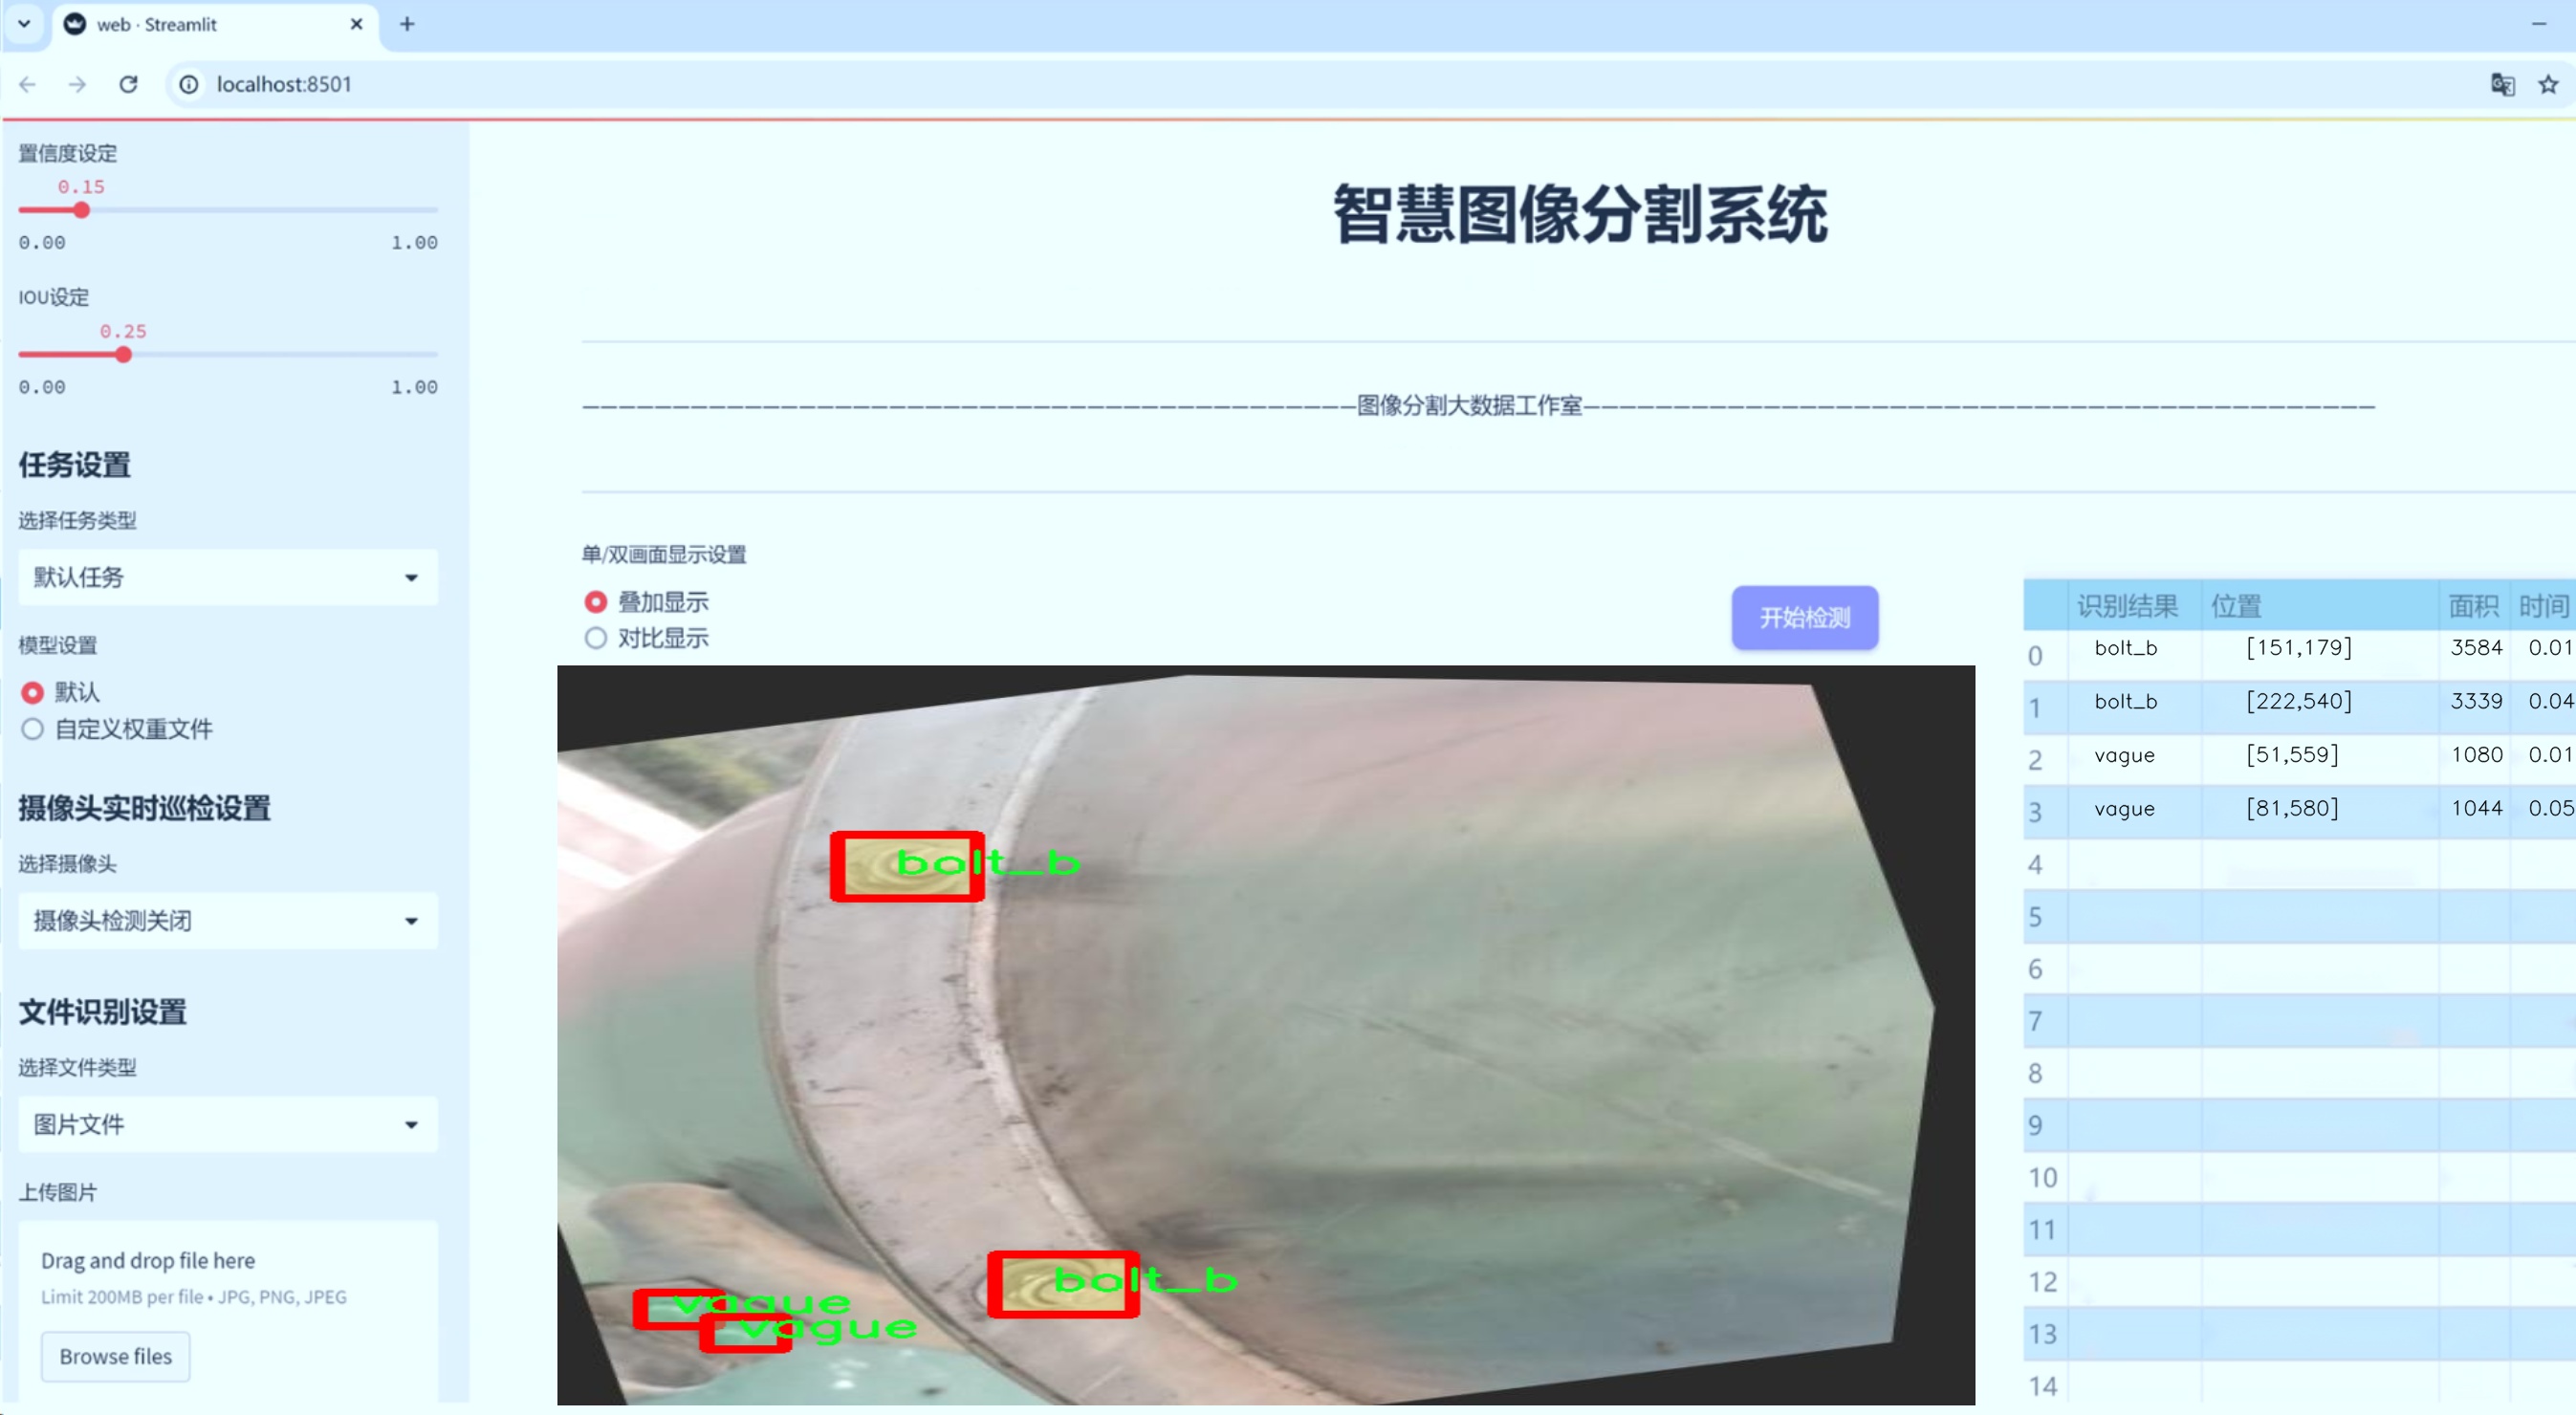 web · Streamlit
localhost:8501
置信度设定
0.15
0.00 1.00
IOU设定
0.25
0.00 1.00
任务设置
选择任务类型
默认任务
模型设置
默认
自定义权重文件
摄像头实时巡检设置
选择摄像头
摄像头检测关闭
文件识别设置
选择文件类型
图片文件
上传图片
Drag and drop file here
Limit 200MB per file • JPG, PNG, JPEG
Browse files
智慧图像分割系统
———图像分割大数据工作室———
单/双画面显示设置
叠加显示
对比显示
开始检测
bolt_b
bolt_b
vague
vague
识别结果 位置 面积 时间
0 bolt_b [151,179] 3584 0.01
1 bolt_b [222,540] 3339 0.04
2 vague [51,559] 1080 0.01
3 vague [81,580] 1044 0.05
4
5
6
7
8
9
10
11
12
13
14